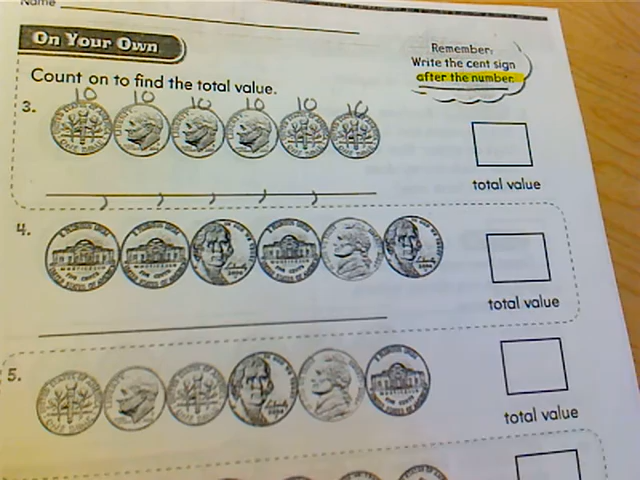 Name
On Your Own
Remember:
Write the cent sign
after the number.
Count on to find the total value.
10 10 10 10 10 10
3.
total value
4.
total value
5.
total value